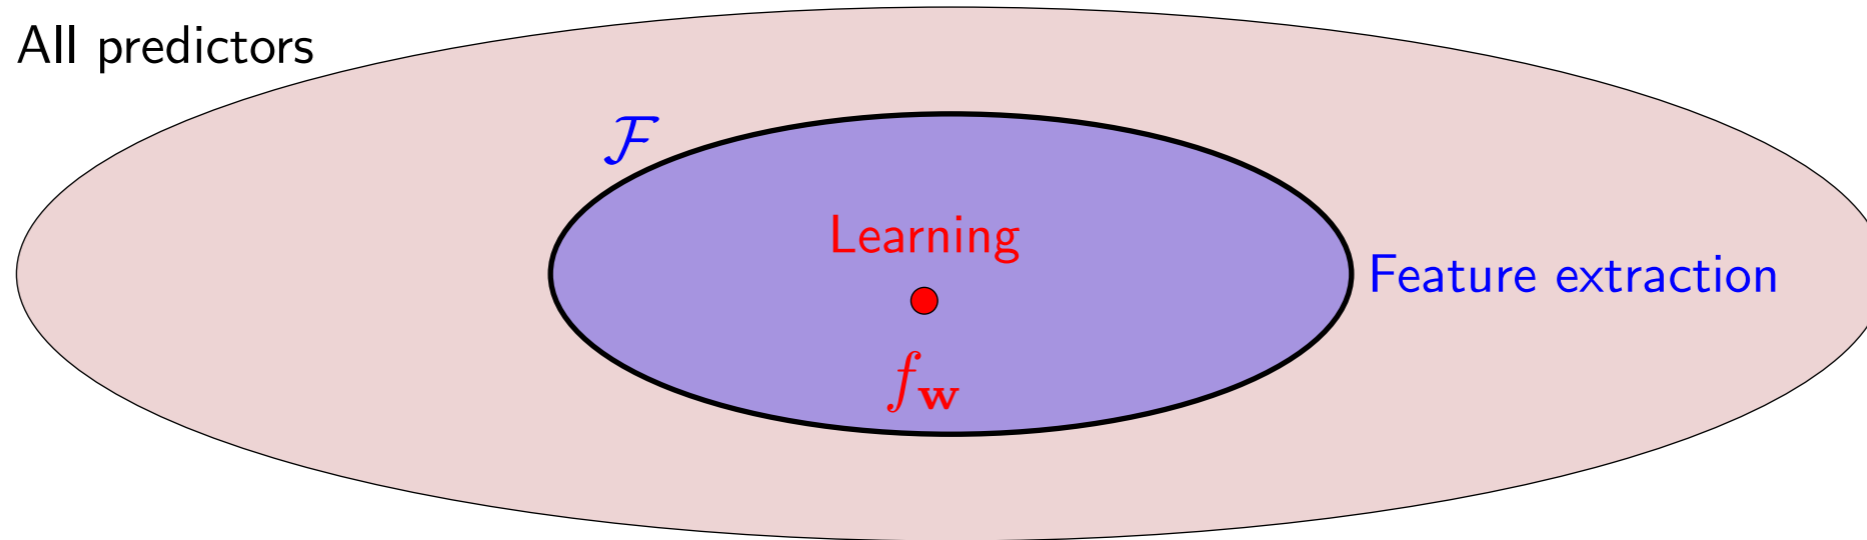 All predictors
ℱ
Learning
Feature extraction
f_w